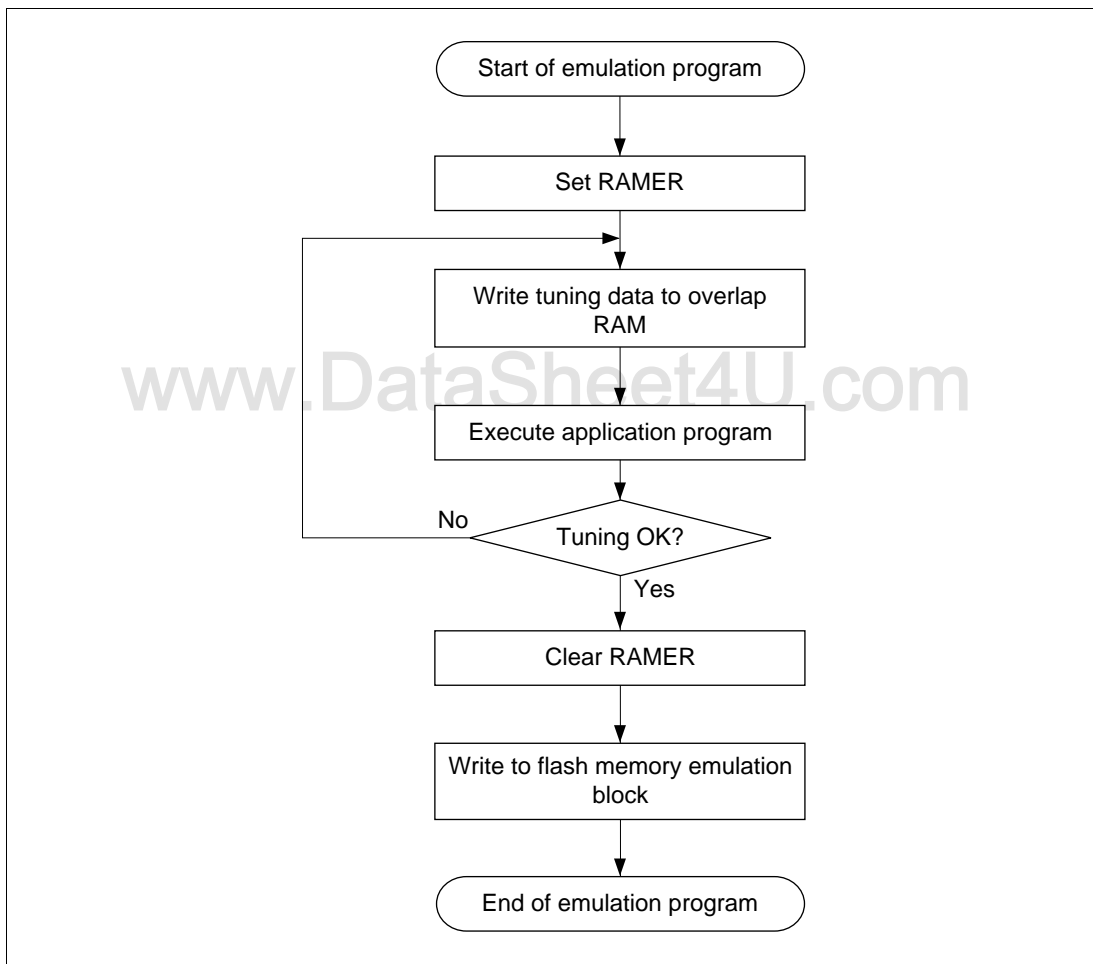 Start of emulation program
Set RAMER
Write tuning data to overlap
RAM
www.DataSheet4U.com
Execute application program
No
Tuning OK?
Yes
Clear RAMER
Write to flash memory emulation
block
End of emulation program